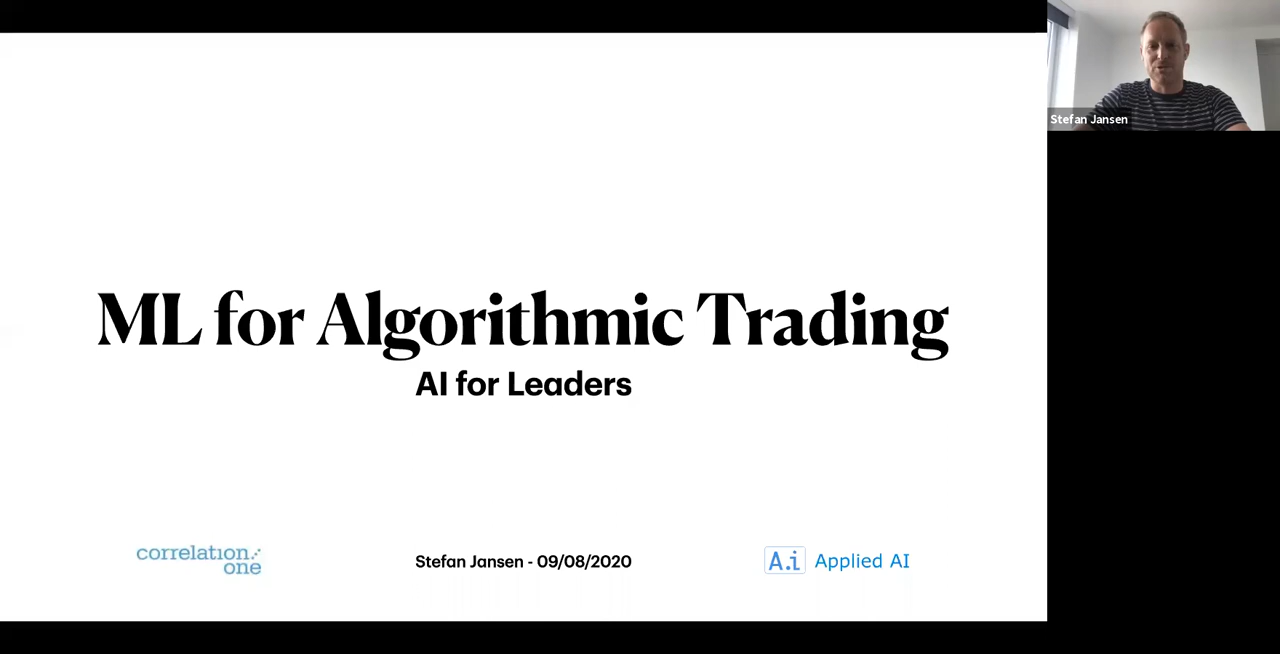 Stefan Jansen
ML for Algorithmic Trading
AI for Leaders
correlation
one
Stefan Jansen - 09/08/2020
A.i Applied AI